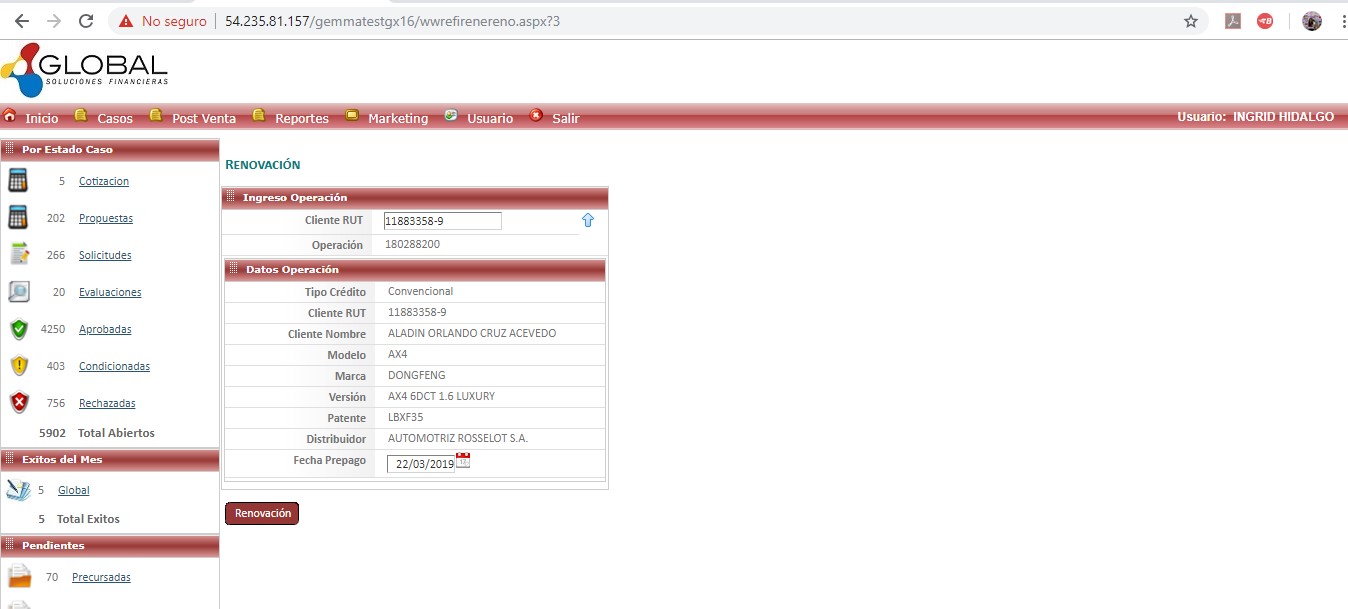 No seguro 54.235.81.157/gemmatestgx16/wwrefirenereno.aspx?3
GLOBAL
SOLUCIONES FINANCIERAS
Inicio Casos Post Venta Reportes Marketing Usuario Salir Usuario: INGRID HIDALGO
Por Estado Caso
5 Cotizacion
202 Propuestas
266 Solicitudes
20 Evaluaciones
4250 Aprobadas
403 Condicionadas
756 Rechazadas
5902 Total Abiertos
Exitos del Mes
5 Global
5 Total Exitos
Pendientes
70 Precursadas
RENOVACIÓN
Ingreso Operación
Cliente RUT 11883358-9
Operación 180288200
Datos Operación
Tipo Crédito Convencional
Cliente RUT 11883358-9
Cliente Nombre ALADIN ORLANDO CRUZ ACEVEDO
Modelo AX4
Marca DONGFENG
Versión AX4 6DCT 1.6 LUXURY
Patente LBXF35
Distribuidor AUTOMOTRIZ ROSSELOT S.A.
Fecha Prepago 22/03/2019
Renovación